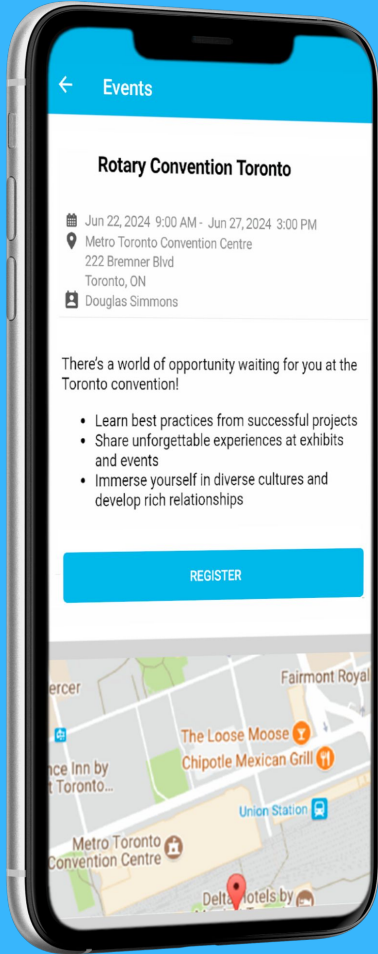 Events
Rotary Convention Toronto
Jun 22, 2024 9:00 AM - Jun 27, 2024 3:00 PM
Metro Toronto Convention Centre
222 Bremner Blvd
Toronto, ON
Douglas Simmons
There's a world of opportunity waiting for you at the
Toronto convention!
• Learn best practices from successful projects
• Share unforgettable experiences at exhibits
and events
• Immerse yourself in diverse cultures and
develop rich relationships
REGISTER
ercer
Fairmont Royal
The Loose Moose
Chipotle Mexican Grill
nce Inn by
t Toronto...
Union Station
Metro Toronto
Convention Centre
Delta Hotels by